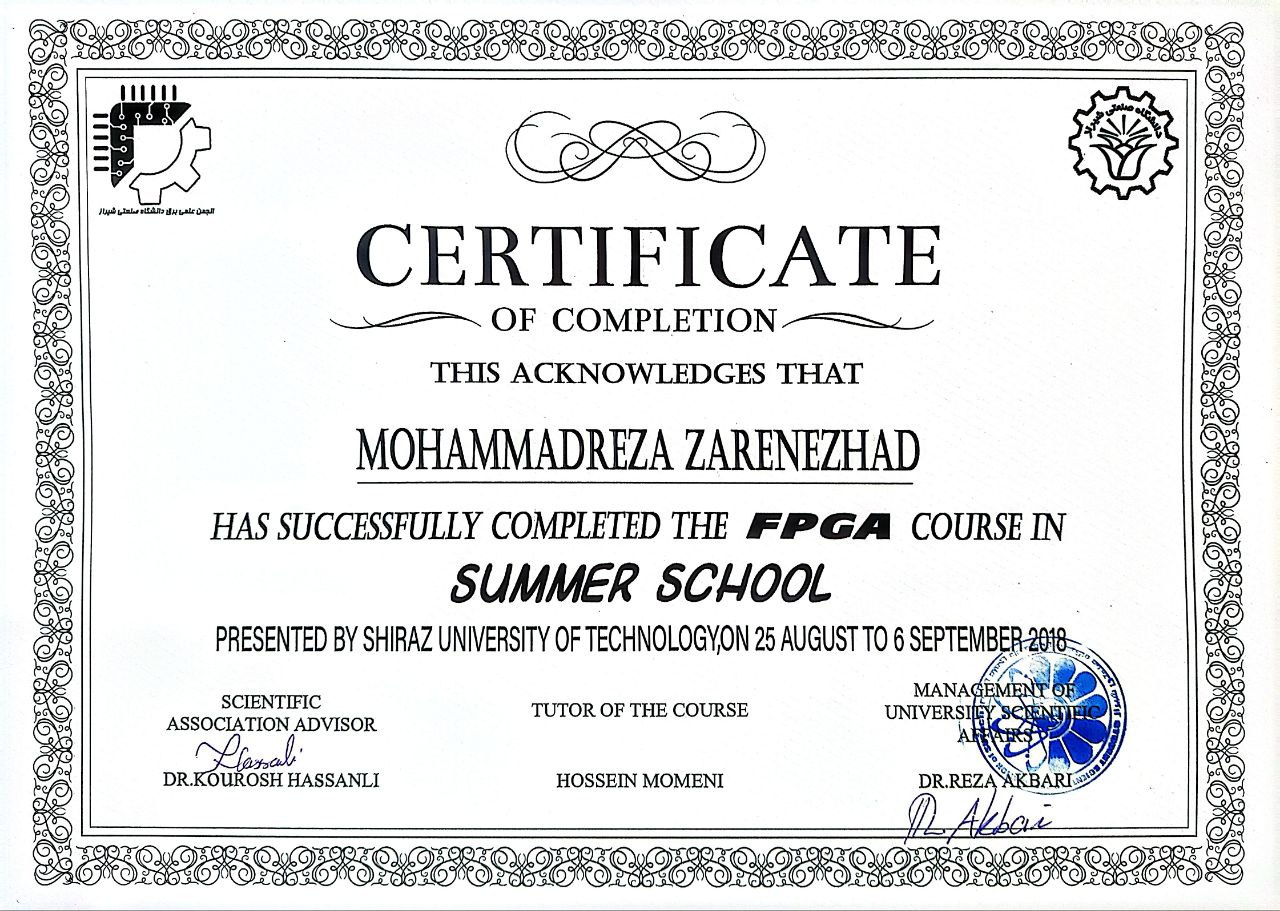 انجمن علمی برق دانشگاه صنعتی شیراز
دانشگاه صنعتی شیراز
CERTIFICATE
OF COMPLETION
THIS ACKNOWLEDGES THAT
MOHAMMADREZA ZARENEZHAD
HAS SUCCESSFULLY COMPLETED THE FPGA COURSE IN
SUMMER SCHOOL
PRESENTED BY SHIRAZ UNIVERSITY OF TECHNOLOGY,ON 25 AUGUST TO 6 SEPTEMBER 2018
SCIENTIFIC
ASSOCIATION ADVISOR
Hassanli
DR.KOUROSH HASSANLI
TUTOR OF THE COURSE
HOSSEIN MOMENI
MANAGEMENT OF
UNIVERSITY SCIENTIFIC
AFFAIRS
DR.REZA AKBARI
R. Akbari